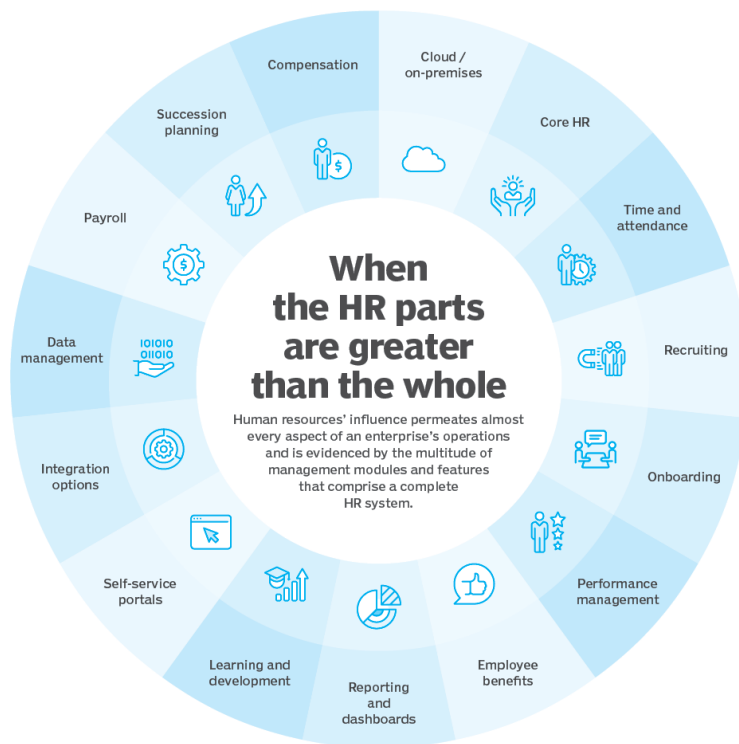 When
the HR parts
are greater
than the whole
Human resources’ influence permeates almost
every aspect of an enterprise’s operations
and is evidenced by the multitude of
management modules and features
that comprise a complete
HR system.
Cloud /
on-premises
Core HR
Time and
attendance
Recruiting
Onboarding
Performance
management
Employee
benefits
Reporting
and
dashboards
Learning and
development
Self-service
portals
Integration
options
Data
management
101010
011010
Payroll
$
Succession
planning
Compensation
$